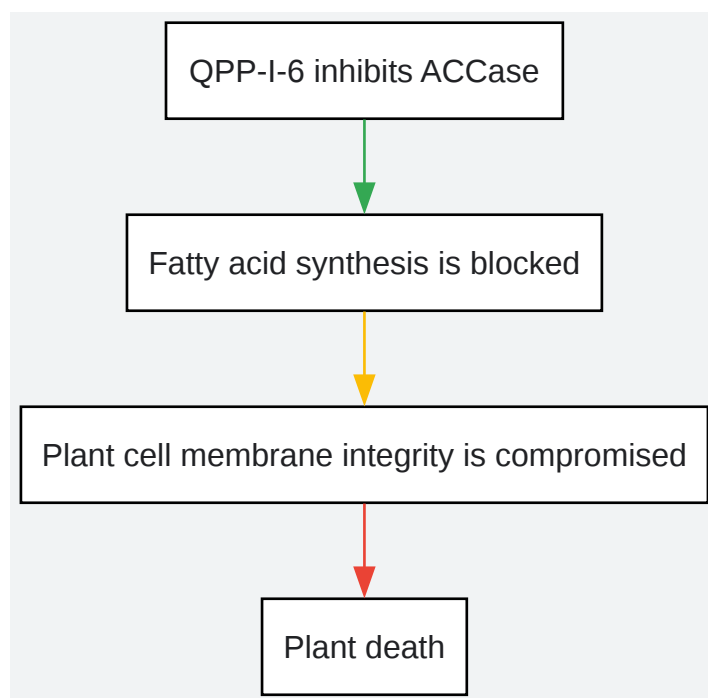 QPP-I-6 inhibits ACCase
Fatty acid synthesis is blocked
Plant cell membrane integrity is compromised
Plant death